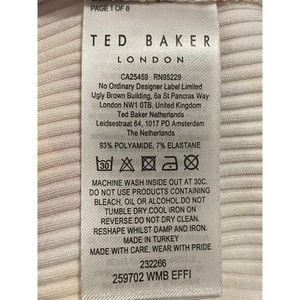 PAGE 1 OF 8
TED BAKER
LONDON
CA25459 RN95229
No Ordinary Designer Label Limited
Ugly Brown Building, 6a St Pancras Way
London NW1 0TB. United Kingdom
Ted Baker The Netherlands
Leidsestraat 64, 1017 PD Amsterdam
The Netherlands
93% POLYAMIDE, 7% ELASTANE
30
MACHINE WASH INSIDE OUT AT 30C.
DO NOT USE PRODUCTS CONTAINING
BLEACH, OIL OR ALCOHOL.DO NOT
TUMBLE DRY.COOL IRON ON
REVERSE.DO NOT DRY CLEAN.
RESHAPE WHILST DAMP AND IRON.
MADE IN TURKEY
MADE WITH CARE, WEAR WITH PRIDE
232266
259702 WMB EFFI